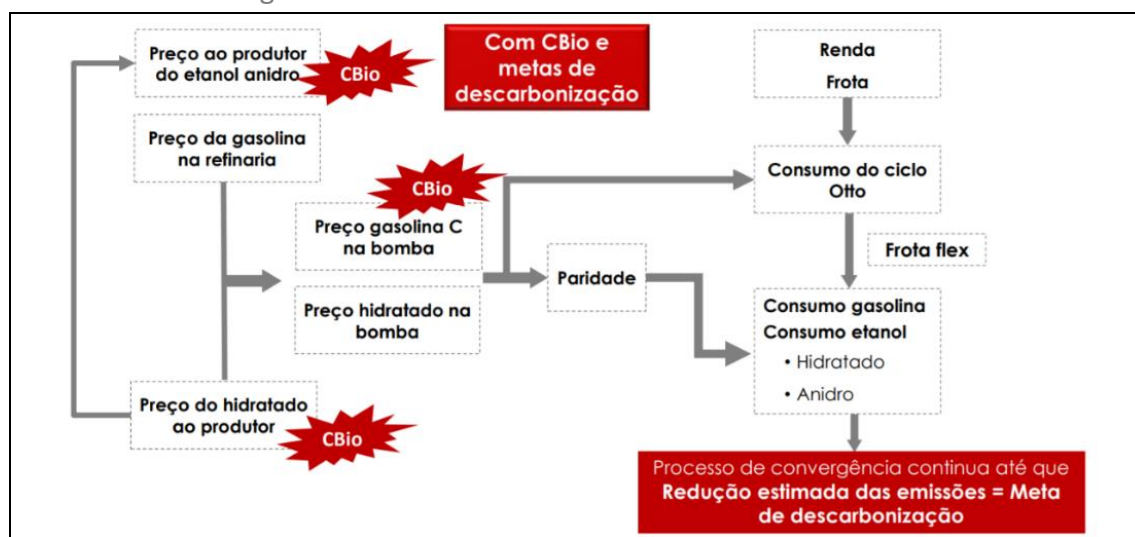 Preço ao produtor
do etanol anidro
CBio
Com CBio e
metas de
descarbonização
Renda
Frota
Preço da gasolina
na refinaria
CBio
Preço gasolina C
na bomba
Consumo do ciclo
Otto
Frota flex
Paridade
Preço hidratado na
bomba
Consumo gasolina
Consumo etanol
• Hidratado
• Anidro
Preço do hidratado
ao produtor
CBio
Processo de convergência continua até que
Redução estimada das emissões = Meta
de descarbonização